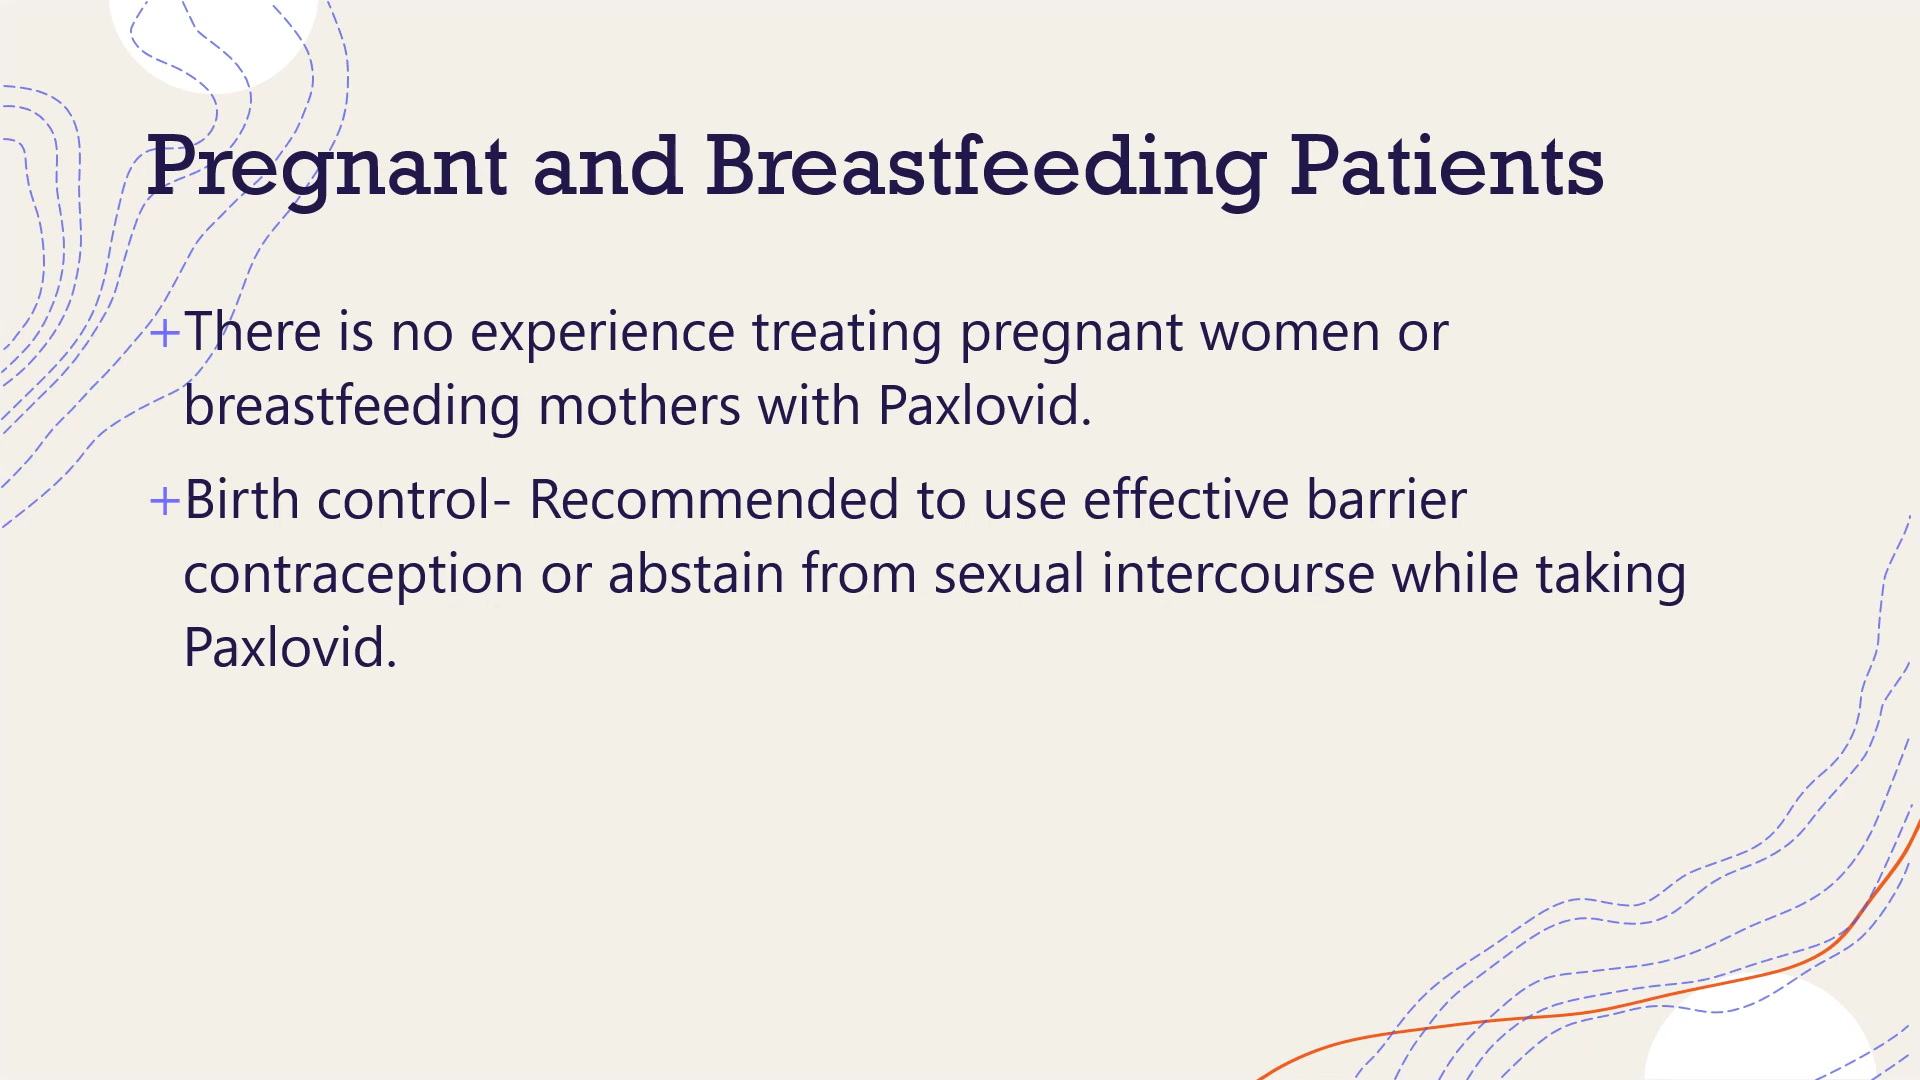 Pregnant and Breastfeeding Patients
+There is no experience treating pregnant women or
breastfeeding mothers with Paxlovid.
+Birth control- Recommended to use effective barrier
contraception or abstain from sexual intercourse while taking
Paxlovid.